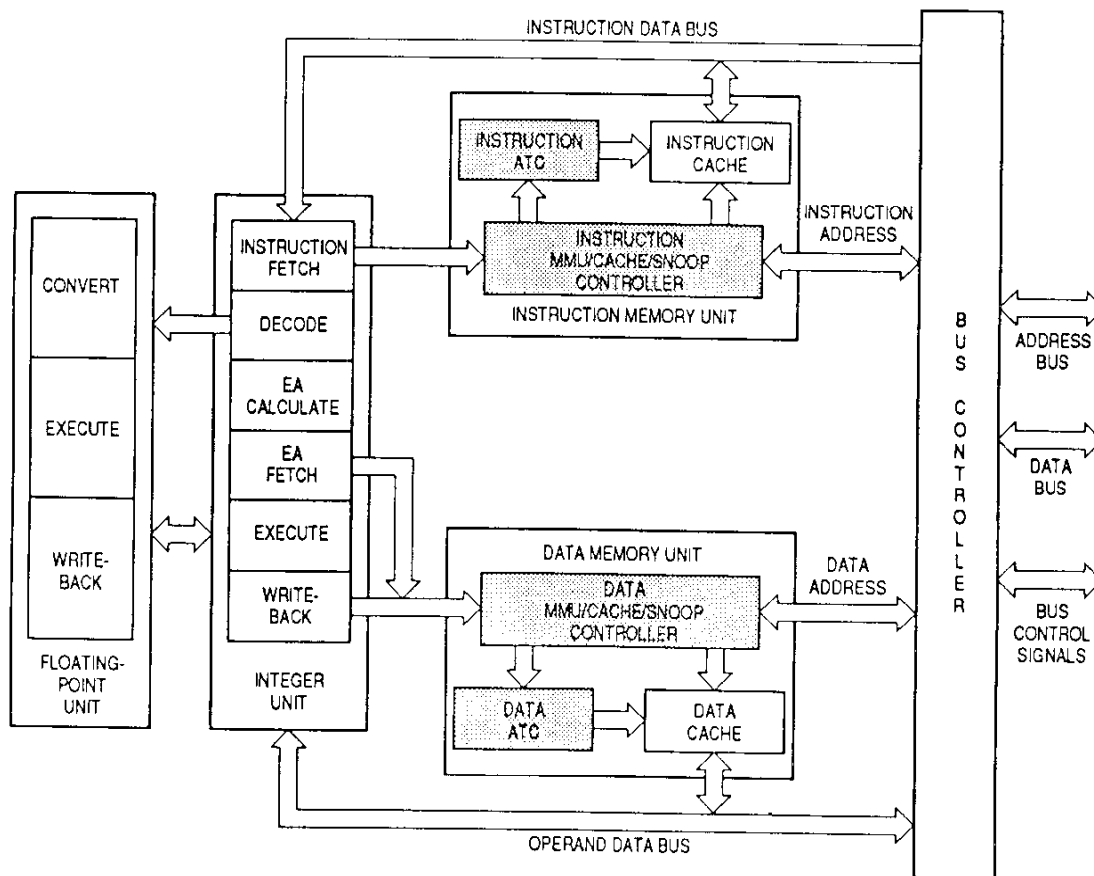 INSTRUCTION DATA BUS
INSTRUCTION
ATC
INSTRUCTION
CACHE
INSTRUCTION
MMU/CACHE/SNOOP
CONTROLLER
INSTRUCTION MEMORY UNIT
INSTRUCTION
ADDRESS
CONVERT
EXECUTE
WRITE-
BACK
FLOATING-
POINT
UNIT
INSTRUCTION
FETCH
DECODE
EA
CALCULATE
EA
FETCH
EXECUTE
WRITE-
BACK
INTEGER
UNIT
DATA MEMORY UNIT
DATA
MMU/CACHE/SNOOP
CONTROLLER
DATA
ATC
DATA
CACHE
DATA
ADDRESS
OPERAND DATA BUS
BUS CONTROLLER
ADDRESS
BUS
DATA
BUS
BUS
CONTROL
SIGNALS